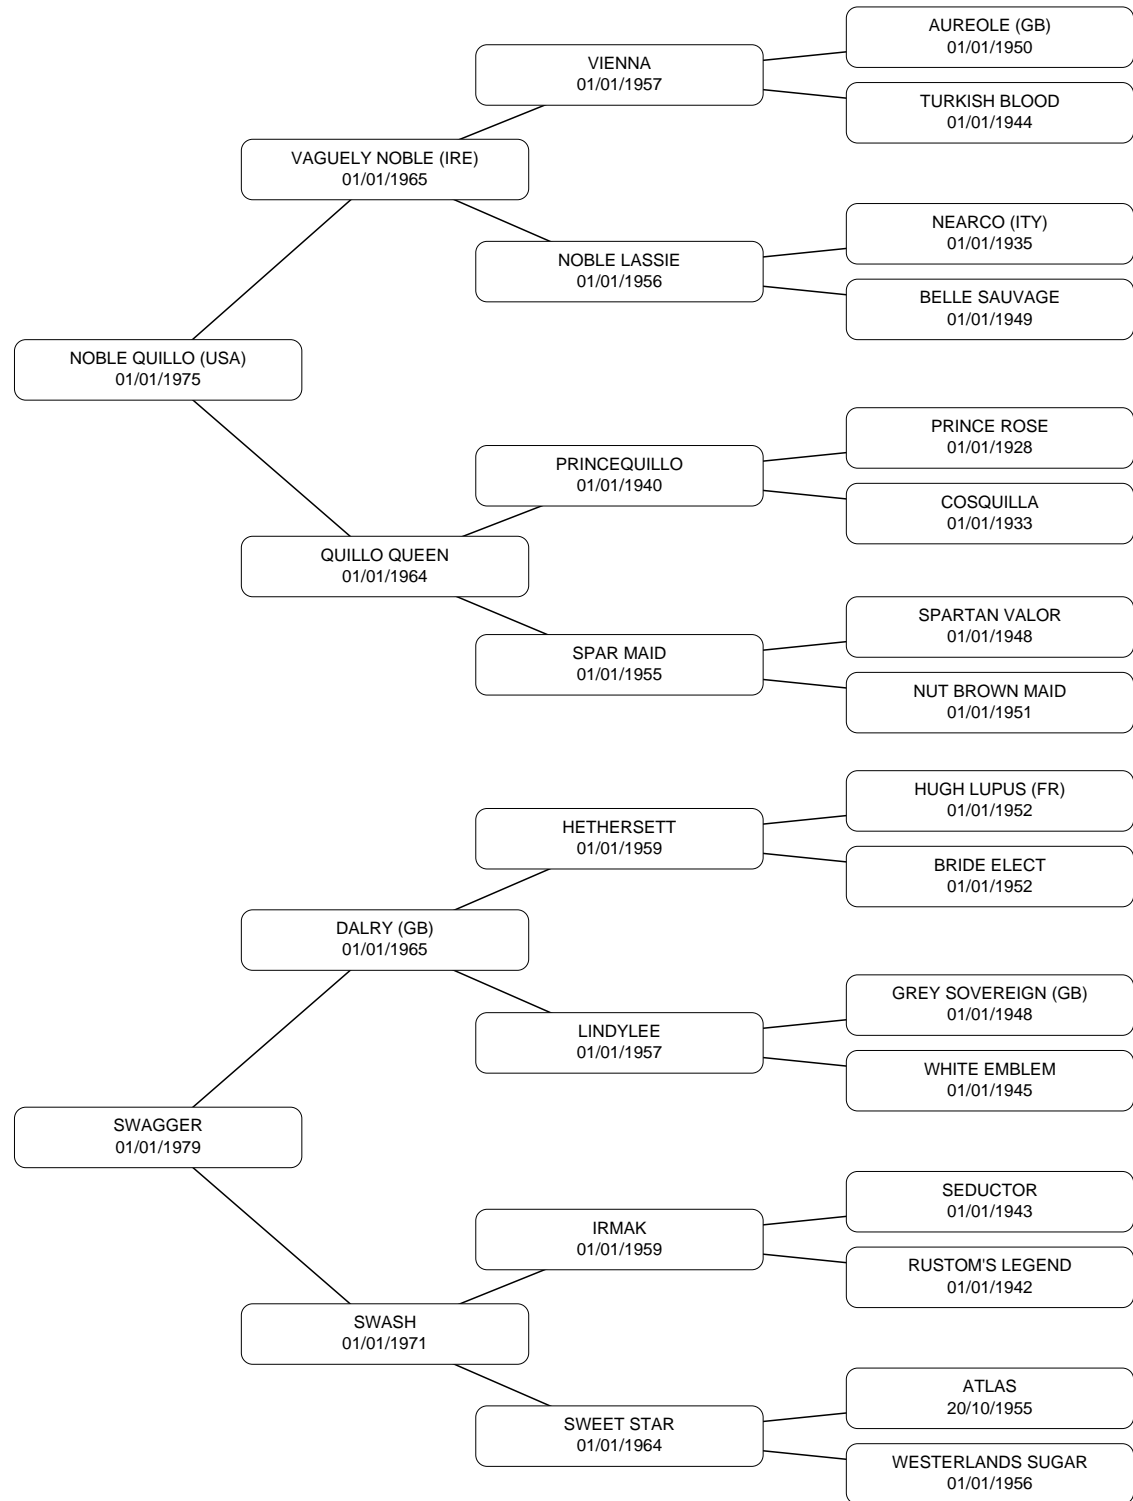 AUREOLE (GB)
01/01/1950
VIENNA
01/01/1957
TURKISH BLOOD
01/01/1944
VAGUELY NOBLE (IRE)
01/01/1965
NEARCO (ITY)
01/01/1935
NOBLE LASSIE
01/01/1956
BELLE SAUVAGE
01/01/1949
NOBLE QUILLO (USA)
01/01/1975
PRINCE ROSE
01/01/1928
PRINCEQUILLO
01/01/1940
COSQUILLA
01/01/1933
QUILLO QUEEN
01/01/1964
SPARTAN VALOR
01/01/1948
SPAR MAID
01/01/1955
NUT BROWN MAID
01/01/1951
HUGH LUPUS (FR)
01/01/1952
HETHERSETT
01/01/1959
BRIDE ELECT
01/01/1952
DALRY (GB)
01/01/1965
GREY SOVEREIGN (GB)
01/01/1948
LINDYLEE
01/01/1957
WHITE EMBLEM
01/01/1945
SWAGGER
01/01/1979
SEDUCTOR
01/01/1943
IRMAK
01/01/1959
RUSTOM'S LEGEND
01/01/1942
SWASH
01/01/1971
ATLAS
20/10/1955
SWEET STAR
01/01/1964
WESTERLANDS SUGAR
01/01/1956